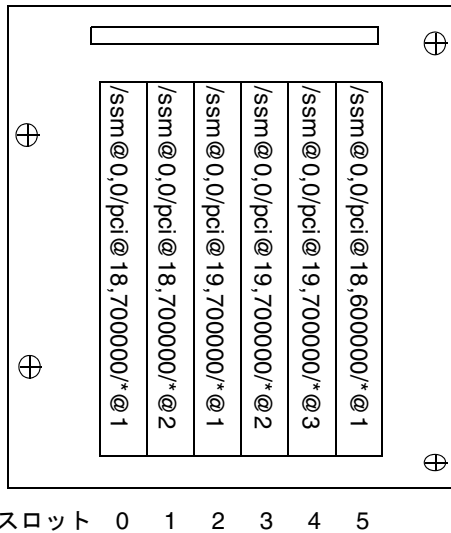 /ssm@0,0/pci@18,700000/*@1
/ssm@0,0/pci@18,700000/*@2
/ssm@0,0/pci@19,700000/*@1
/ssm@0,0/pci@19,700000/*@2
/ssm@0,0/pci@19,700000/*@3
/ssm@0,0/pci@18,600000/*@1
スロット 0 1 2 3 4 5